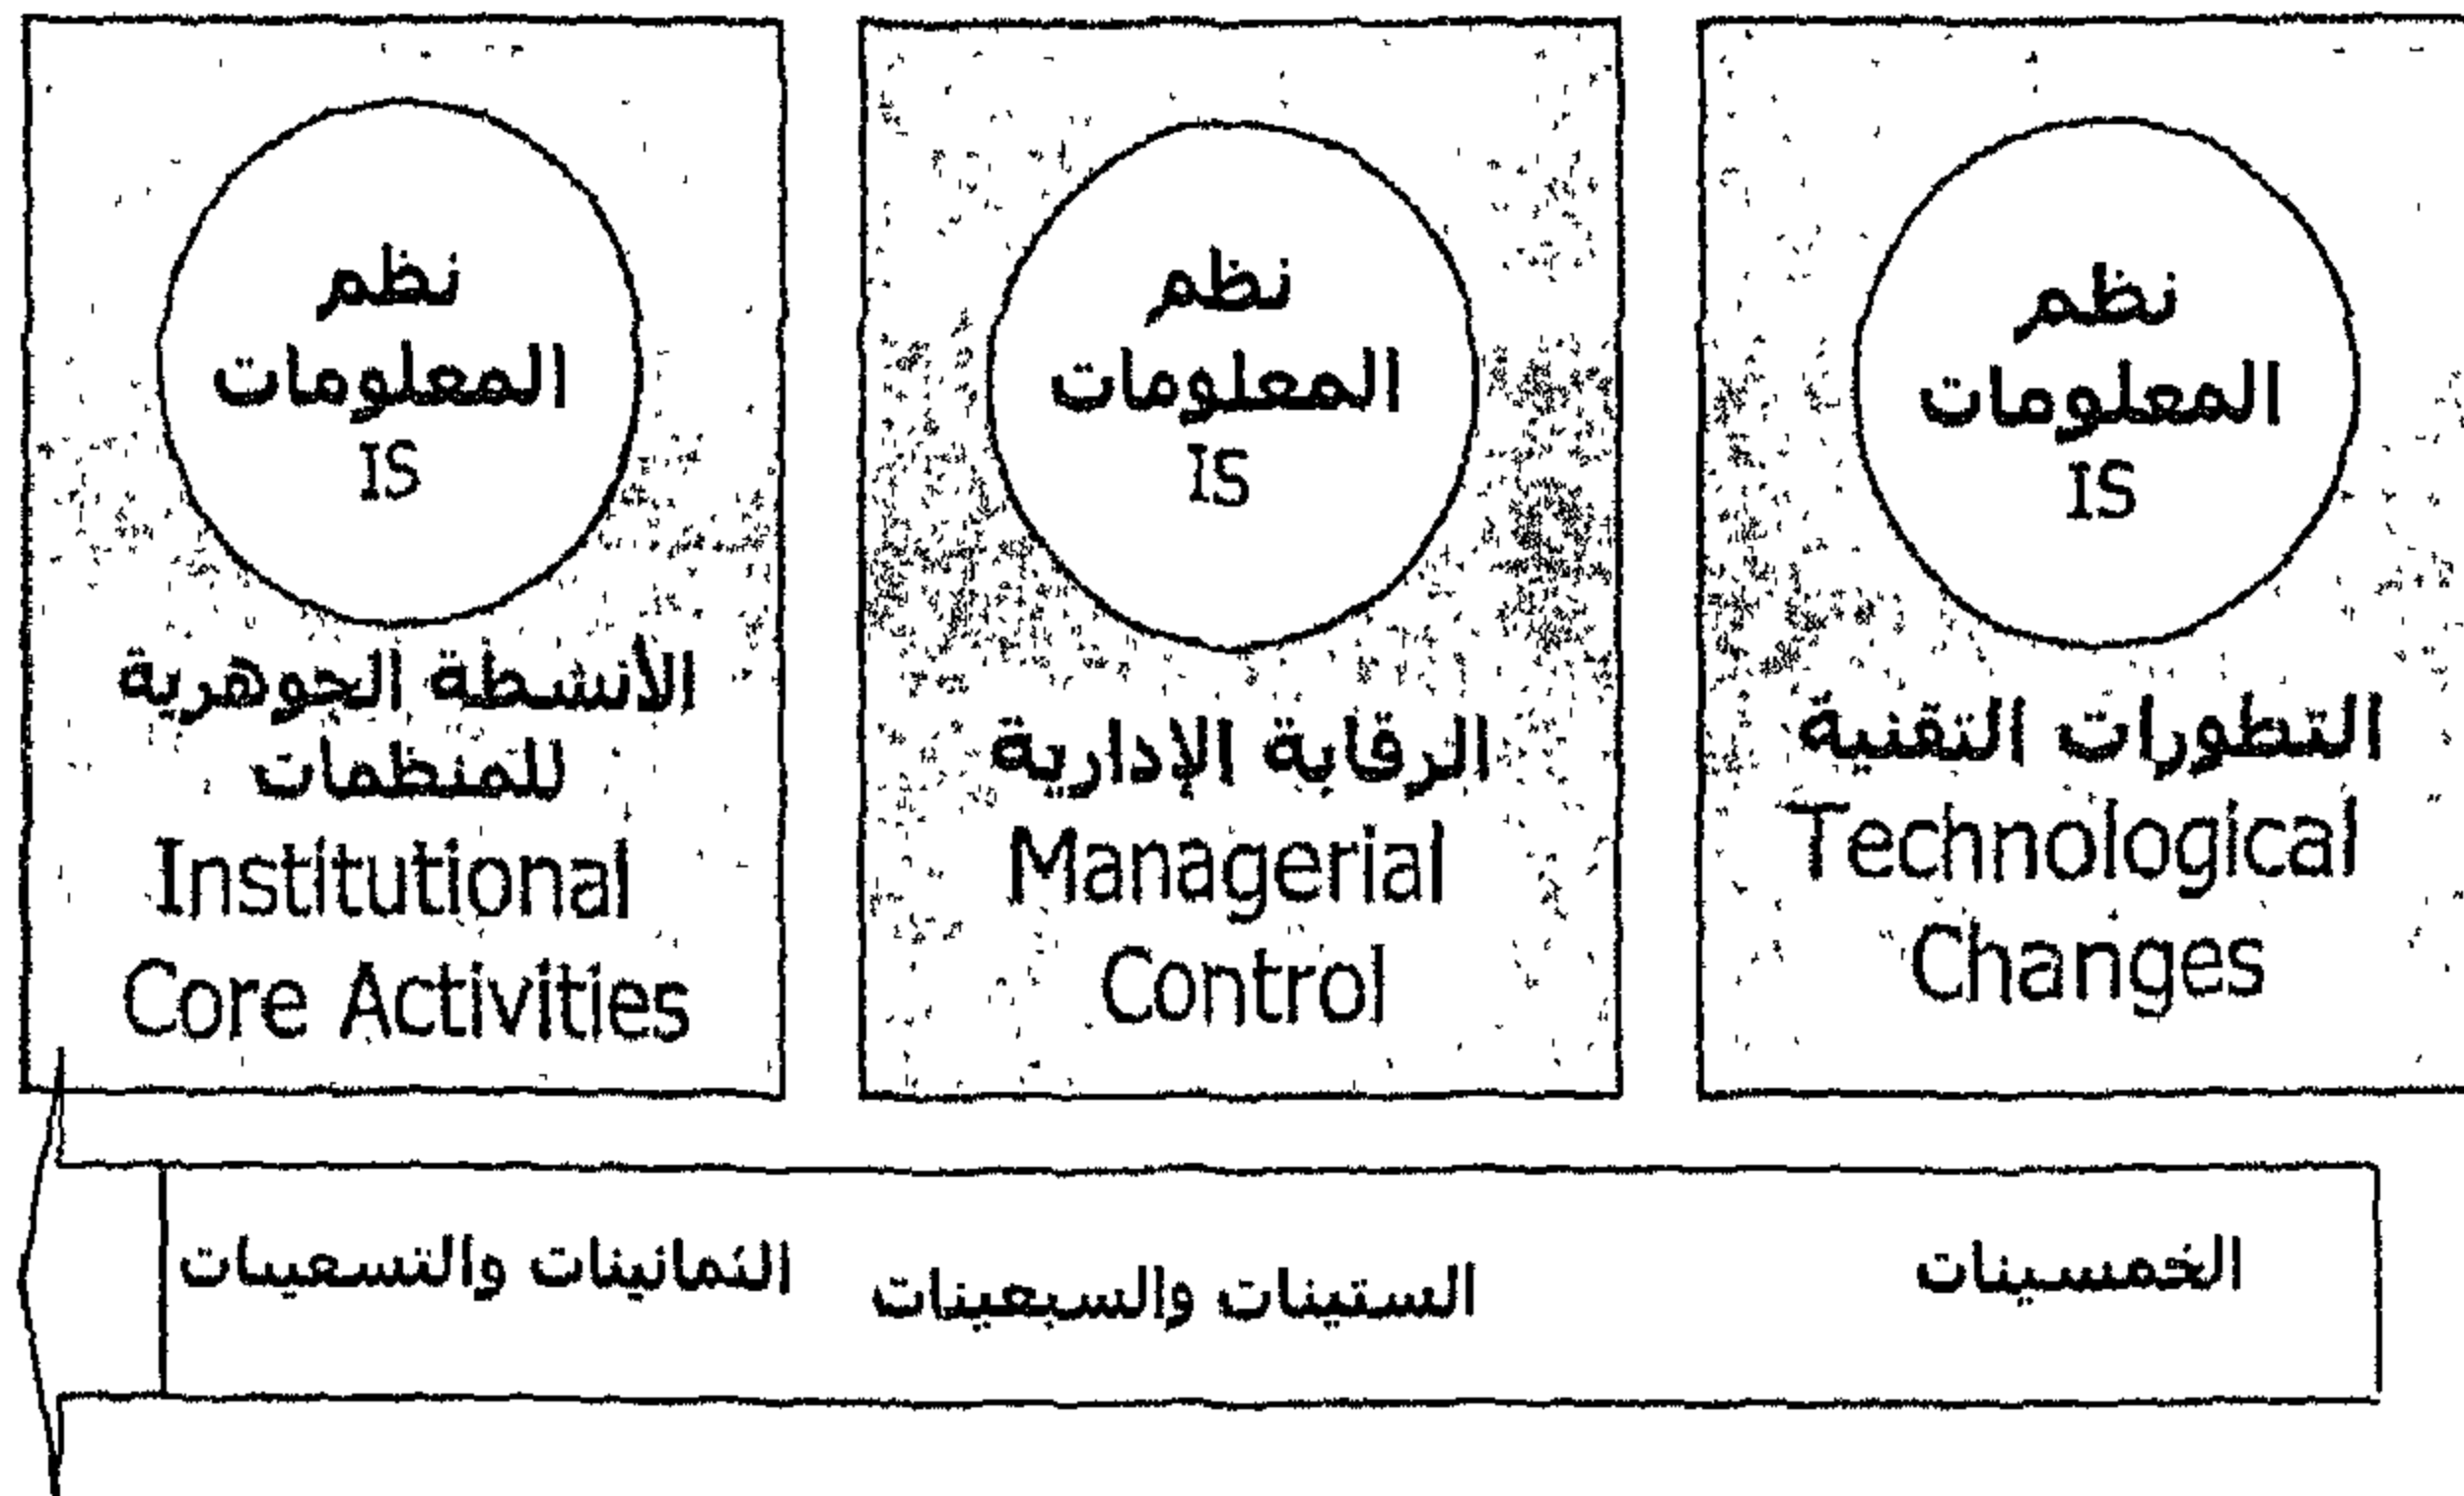 نظم
المعلومات
IS
التطورات التقنية
Technological
Changes
نظم
المعلومات
IS
الرقابة الإدارية
Managerial
Control
نظم
المعلومات
IS
الأنشطة الجوهرية
للمنظمات
Institutional
Core Activities
الخمسينات
الستينات والسبعينات
الثمانينات والتسعينات